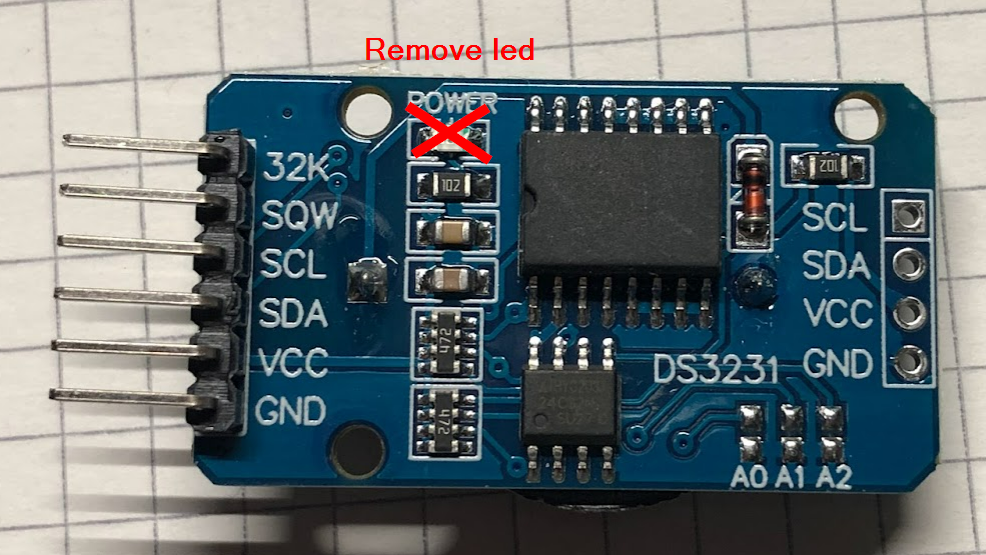 Remove led
POWER
32K
SQW
SCL
SDA
VCC
GND
102
472
472
201
SCL
SDA
VCC
GND
DS3231
A0 A1 A2